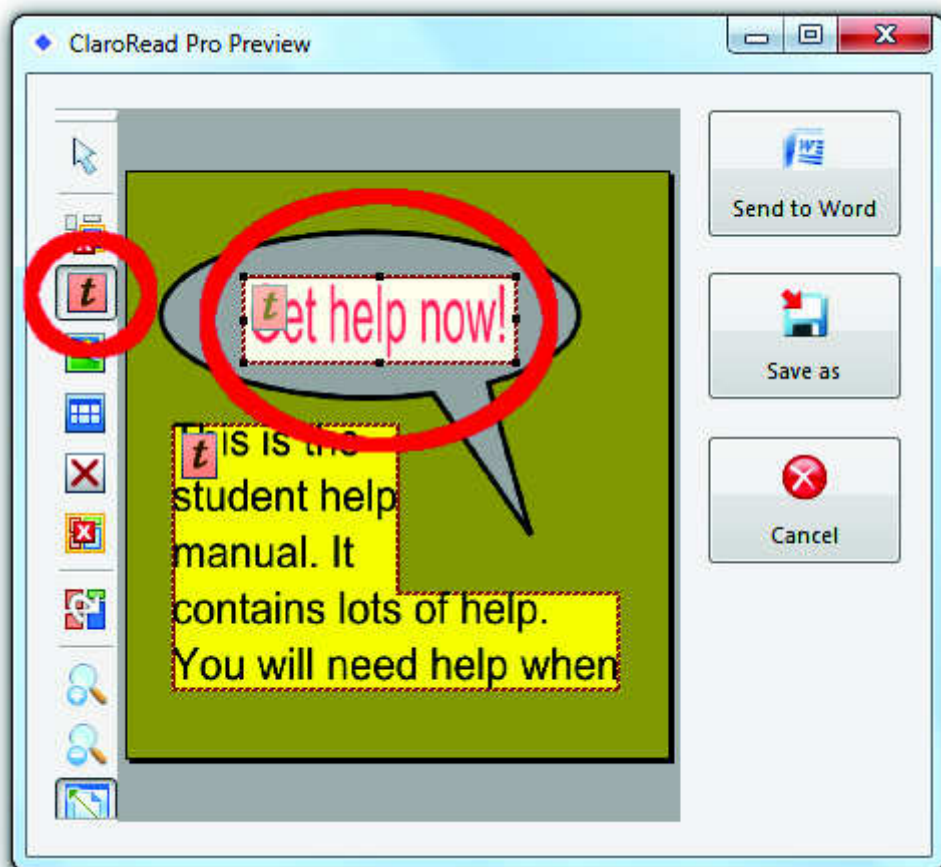 ClaroRead Pro Preview
Send to Word
Save as
Cancel
t
t
Get help now!
t
This is the
student help
manual. It
contains lots of help.
You will need help when